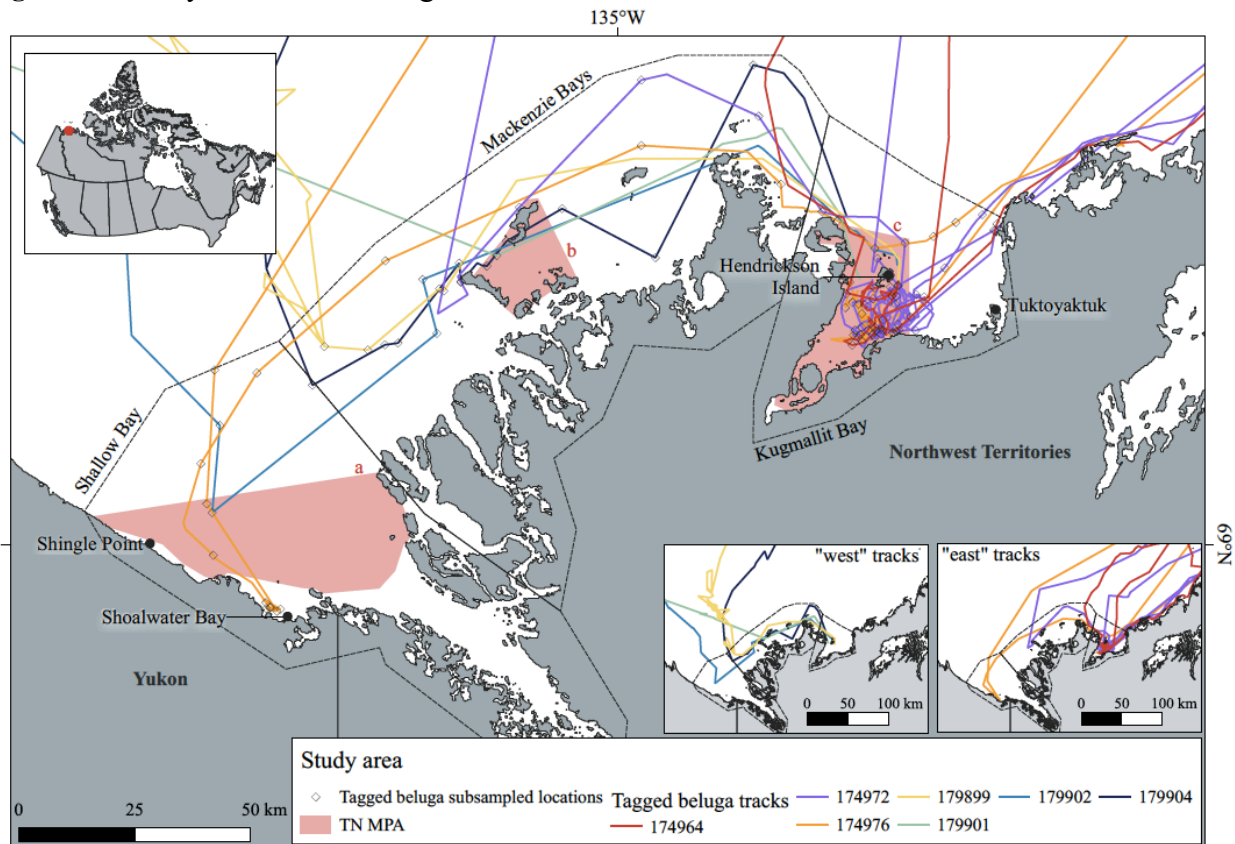 135°W
Mackenzie Bays
c
b
Hendrickson
Island
Tuktoyaktuk
Shallow Bay
Kugmallit Bay
Northwest Territories
a
Shingle Point
69°N
"west" tracks
"east" tracks
Shoalwater Bay
Yukon
0 50 100 km
0 50 100 km
Study area
Tagged beluga subsampled locations
TN MPA
Tagged beluga tracks
174964
174972
174976
179899
179901
179902
179904
0 25 50 km